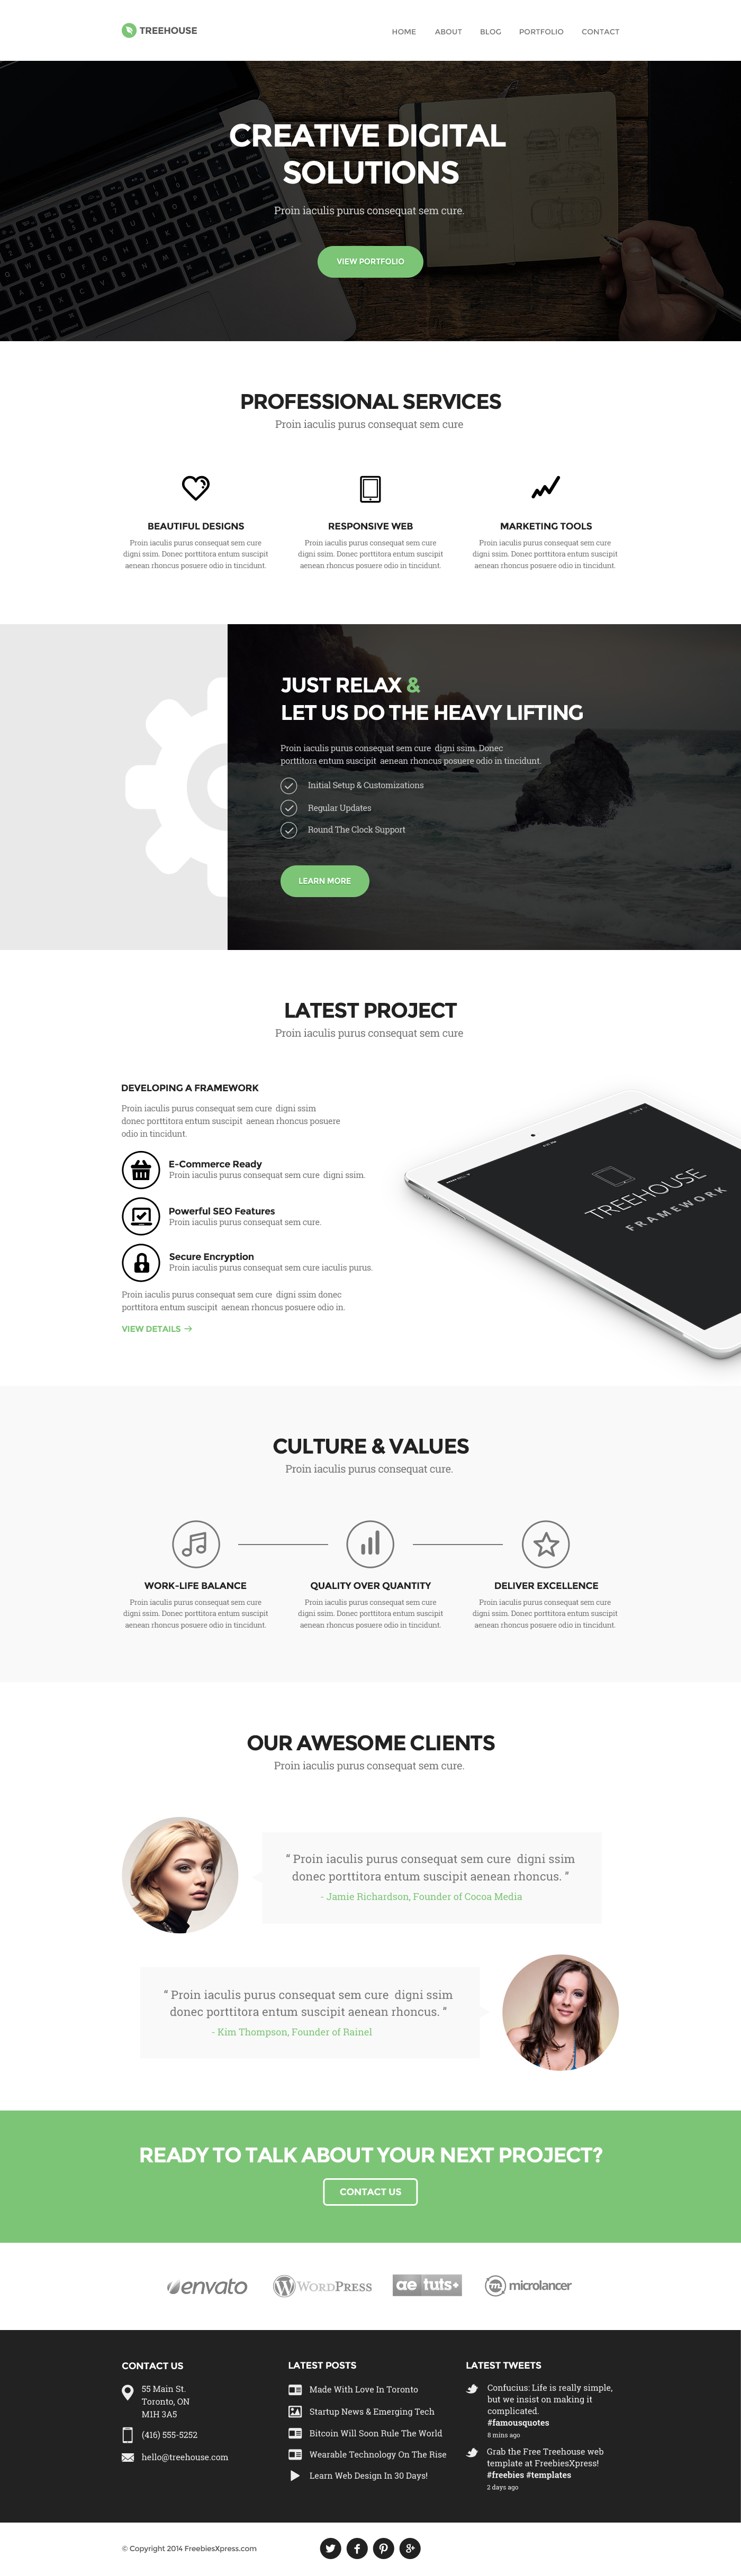 TREEHOUSE
HOME ABOUT BLOG PORTFOLIO CONTACT
CREATIVE DIGITAL
SOLUTIONS
Proin iaculis purus consequat sem cure.
VIEW PORTFOLIO
PROFESSIONAL SERVICES
Proin iaculis purus consequat sem cure
BEAUTIFUL DESIGNS
Proin iaculis purus consequat sem cure
digni ssim. Donec porttitora entum suscipit
aenean rhoncus posuere odio in tincidunt.
RESPONSIVE WEB
Proin iaculis purus consequat sem cure
digni ssim. Donec porttitora entum suscipit
aenean rhoncus posuere odio in tincidunt.
MARKETING TOOLS
Proin iaculis purus consequat sem cure
digni ssim. Donec porttitora entum suscipit
aenean rhoncus posuere odio in tincidunt.
JUST RELAX &
LET US DO THE HEAVY LIFTING
Proin iaculis purus consequat sem cure digni ssim. Donec
porttitora entum suscipit aenean rhoncus posuere odio in tincidunt.
Initial Setup & Customizations
Regular Updates
Round The Clock Support
LEARN MORE
LATEST PROJECT
Proin iaculis purus consequat sem cure
DEVELOPING A FRAMEWORK
Proin iaculis purus consequat sem cure digni ssim
donec porttitora entum suscipit aenean rhoncus posuere
odio in tincidunt.
E-Commerce Ready
Proin iaculis purus consequat sem cure digni ssim.
Powerful SEO Features
Proin iaculis purus consequat sem cure.
Secure Encryption
Proin iaculis purus consequat sem cure iaculis purus.
Proin iaculis purus consequat sem cure digni ssim donec
porttitora entum suscipit aenean rhoncus posuere odio in.
VIEW DETAILS →
TREEHOUSE
FRAMEWORK
CULTURE & VALUES
Proin iaculis purus consequat cure.
WORK-LIFE BALANCE
Proin iaculis purus consequat sem cure
digni ssim. Donec porttitora entum suscipit
aenean rhoncus posuere odio in tincidunt.
QUALITY OVER QUANTITY
Proin iaculis purus consequat sem cure
digni ssim. Donec porttitora entum suscipit
aenean rhoncus posuere odio in tincidunt.
DELIVER EXCELLENCE
Proin iaculis purus consequat sem cure
digni ssim. Donec porttitora entum suscipit
aenean rhoncus posuere odio in tincidunt.
OUR AWESOME CLIENTS
Proin iaculis purus consequat sem cure.
“ Proin iaculis purus consequat sem cure digni ssim
donec porttitora entum suscipit aenean rhoncus. ”
- Jamie Richardson, Founder of Cocoa Media
“ Proin iaculis purus consequat sem cure digni ssim
donec porttitora entum suscipit aenean rhoncus. ”
- Kim Thompson, Founder of Rainel
READY TO TALK ABOUT YOUR NEXT PROJECT?
CONTACT US
envato WORDPRESS ae tuts+ m microlancer
CONTACT US
55 Main St.
Toronto, ON
M1H 3A5
(416) 555-5252
hello@treehouse.com
LATEST POSTS
Made With Love In Toronto
Startup News & Emerging Tech
Bitcoin Will Soon Rule The World
Wearable Technology On The Rise
Learn Web Design In 30 Days!
LATEST TWEETS
Confucius: Life is really simple,
but we insist on making it
complicated.
#famousquotes
8 mins ago
Grab the Free Treehouse web
template at FreebiesXpress!
#freebies #templates
2 days ago
© Copyright 2014 FreebiesXpress.com